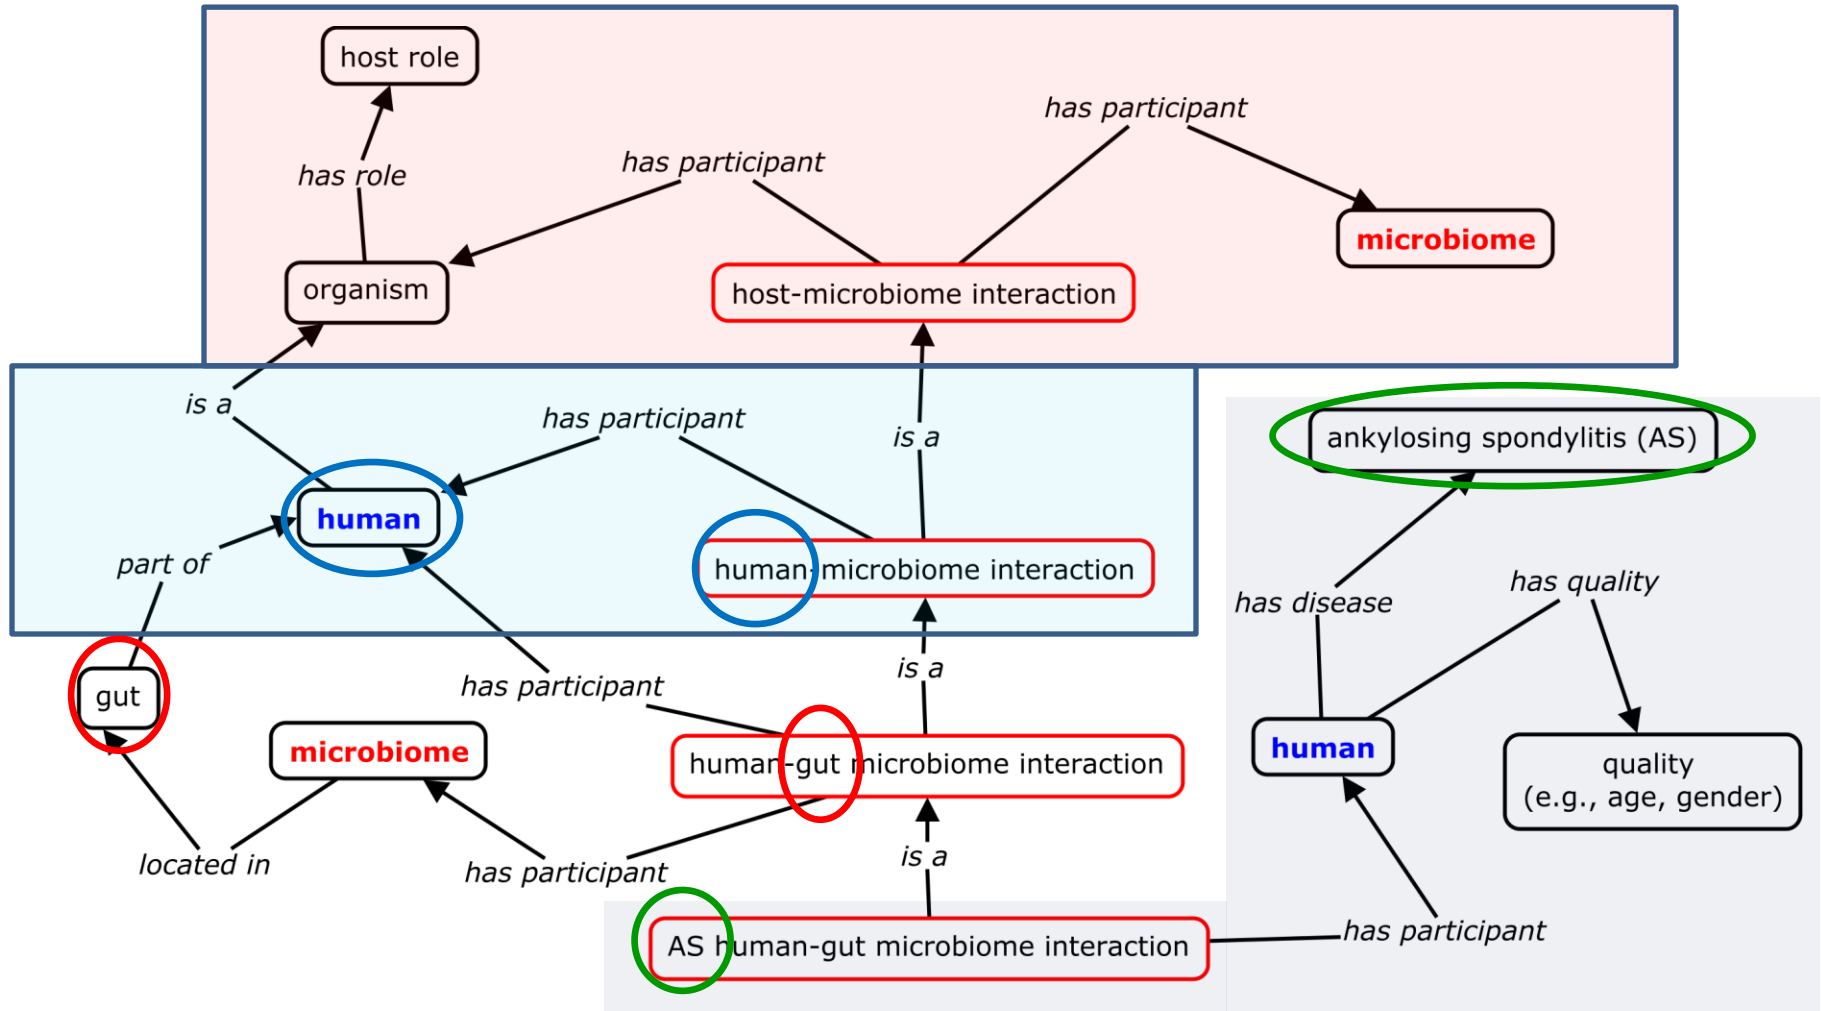 host role
has participant
has participant
has role
microbiome
organism
host-microbiome interaction
is a
has participant
is a
ankylosing spondylitis (AS)
human
part of
human-microbiome interaction
has quality
has disease
is a
gut
has participant
microbiome
human-gut microbiome interaction
human
quality
(e.g., age, gender)
located in
has participant
is a
AS human-gut microbiome interaction
has participant